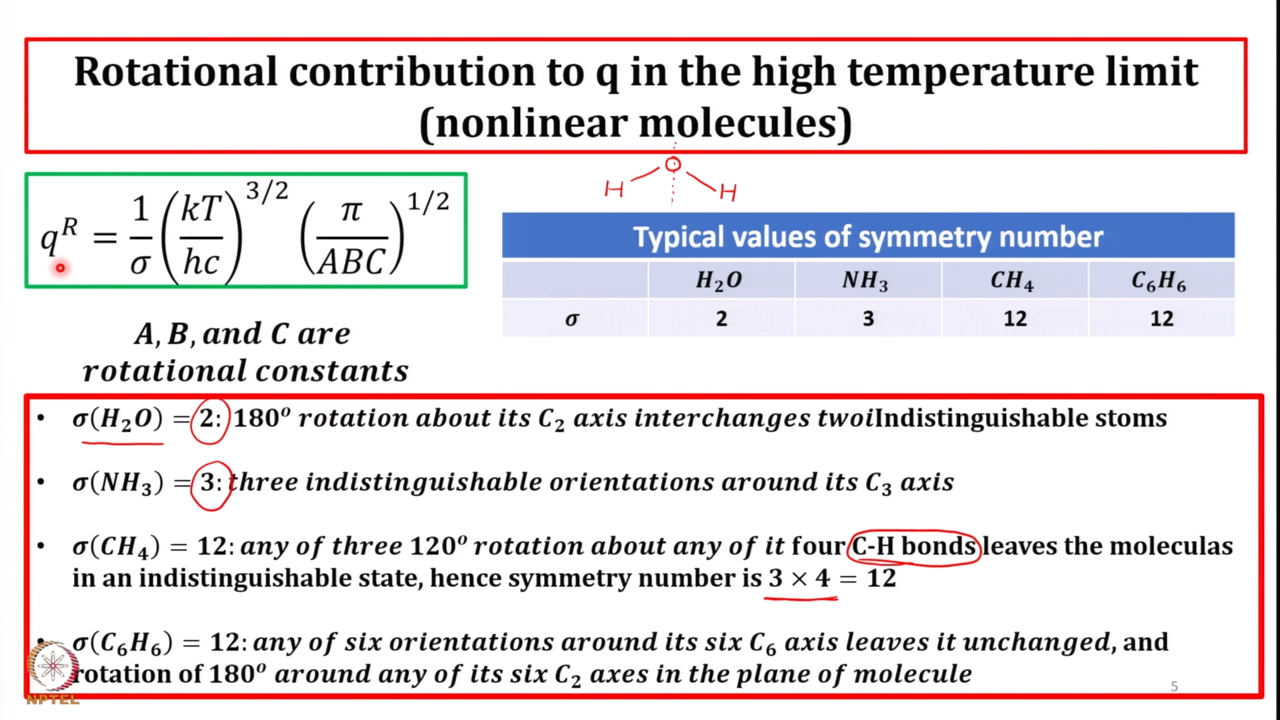 Rotational contribution to q in the high temperature limit
(nonlinear molecules)
O
H H
q^R = 1/σ (kT/hc)^3/2 (π/ABC)^1/2
Typical values of symmetry number
H₂O NH₃ CH₄ C₆H₆
σ 2 3 12 12
A, B, and C are
rotational constants
• σ(H₂O) = 2: 180° rotation about its C₂ axis interchanges twoiIndistinguishable stoms
• σ(NH₃) = 3: three indistinguishable orientations around its C₃ axis
• σ(CH₄) = 12: any of three 120° rotation about any of it four C-H bonds leaves the moleculas
in an indistinguishable state, hence symmetry number is 3 × 4 = 12
• σ(C₆H₆) = 12: any of six orientations around its six C₆ axis leaves it unchanged, and
rotation of 180° around any of its six C₂ axes in the plane of molecule
NPTEL
5